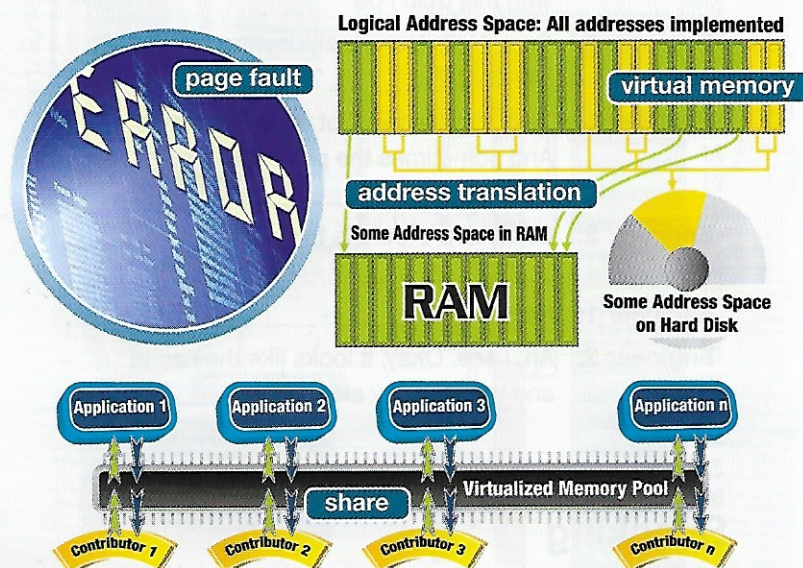 Logical Address Space: All addresses implemented
page fault
ERROR
virtual memory
address translation
Some Address Space in RAM
RAM
Some Address Space
on Hard Disk
Application 1
Application 2
Application 3
Application n
Virtualized Memory Pool
share
Contributor 1
Contributor 2
Contributor 3
Contributor n